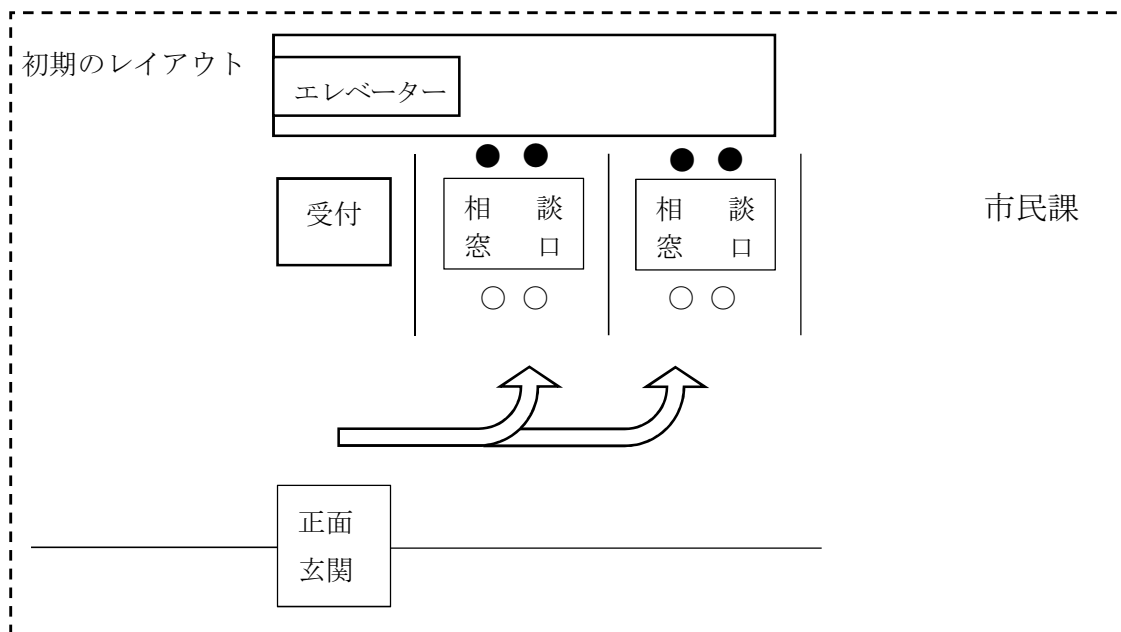 初期のレイアウト
エレベーター
受付
相談
窓口
相談
窓口
市民課
正面
玄関